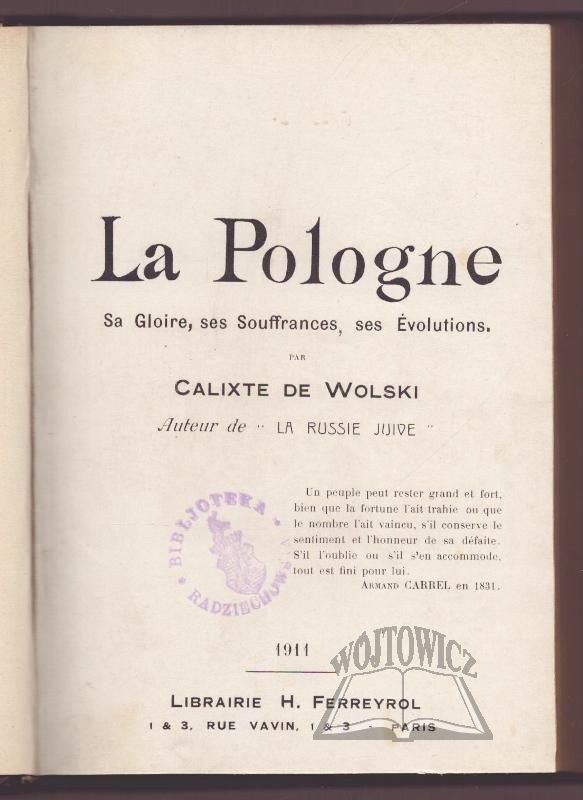 La Pologne
Sa Gloire, ses Souffrances, ses Évolutions.
PAR
CALIXTE DE WOLSKI
Auteur de " LA RUSSIE JUIVE "
Un peuple peut rester grand et fort,
bien que la fortune l'ait trahie ou que
le nombre l'ait vaincu, s'il conserve le
sentiment et l'honneur de sa défaite.
S'il l'oublie ou s'il s'en accommode,
tout est fini pour lui.
ARMAND CARREL en 1831.
BIBLJOTEKA
RADZIECHOWSKA
1911
WÓJTOWICZ
LIBRAIRIE H. FERREYROL
1 & 3, RUE VAVIN, 1 & 3 - PARIS